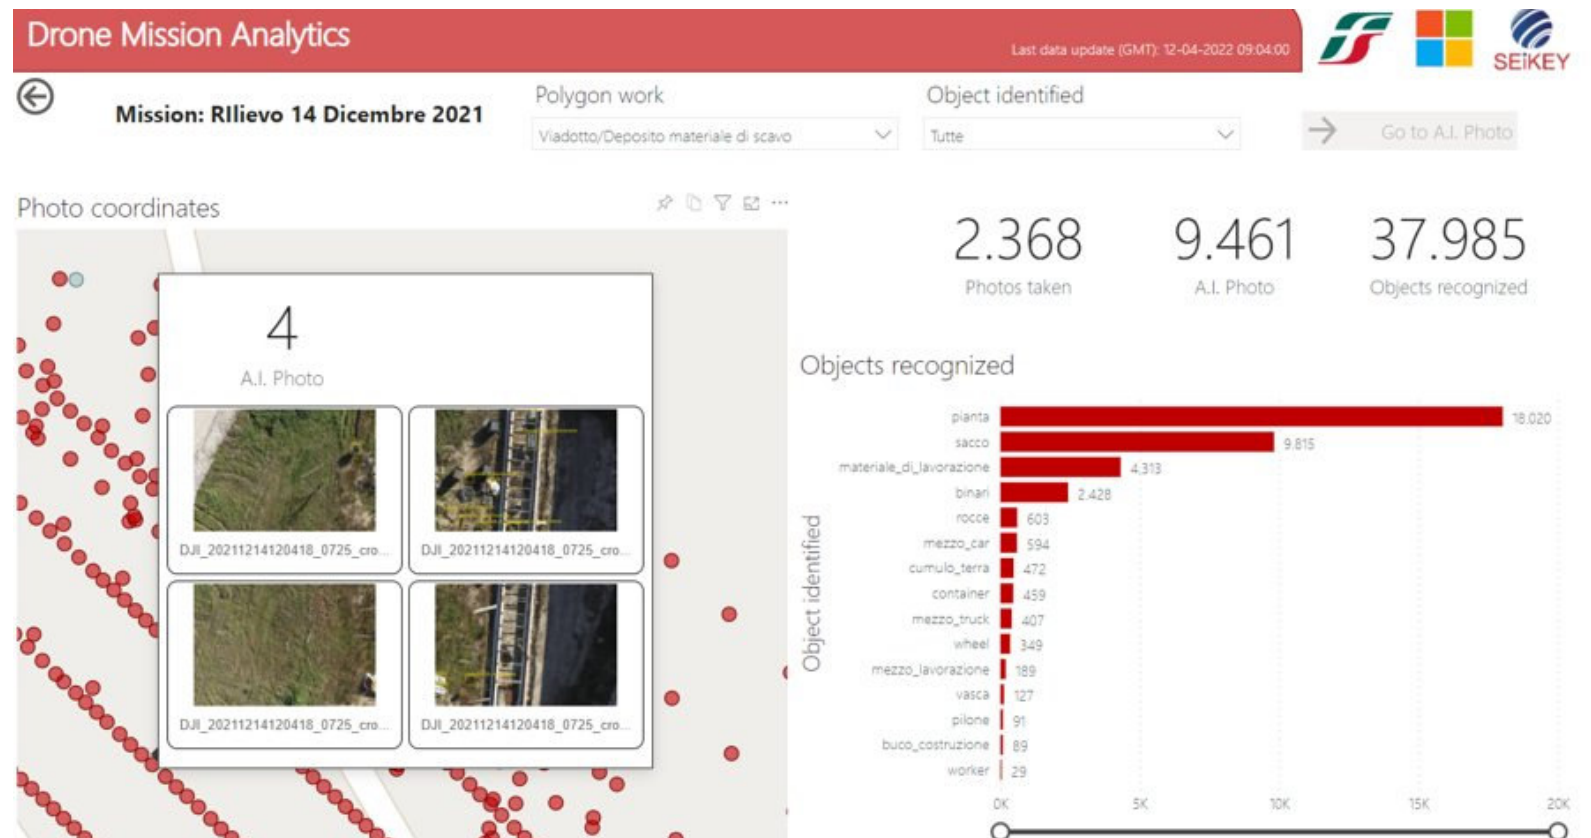 Drone Mission Analytics
Last data update (GMT): 12-04-2022 09:04:00
SEiKEY
Mission: RIlievo 14 Dicembre 2021
Polygon work
Viadotto/Deposito materiale di scavo
Object identified
Tutte
Go to A.I. Photo
Photo coordinates
2.368
Photos taken
9.461
A.I. Photo
37.985
Objects recognized
4
A.I. Photo
DJI_20211214120418_0725_cro...
DJI_20211214120418_0725_cro...
DJI_20211214120418_0725_cro...
DJI_20211214120418_0725_cro...
Objects recognized
Object identified
pianta 18.020
sacco 9.815
materiale_di_lavorazione 4.313
binari 2.428
rocce 603
mezzo_car 594
cumulo_terra 472
container 459
mezzo_truck 407
wheel 349
mezzo_lavorazione 189
vasca 127
pilone 91
buco_costruzione 89
worker 29
0K 5K 10K 15K 20K